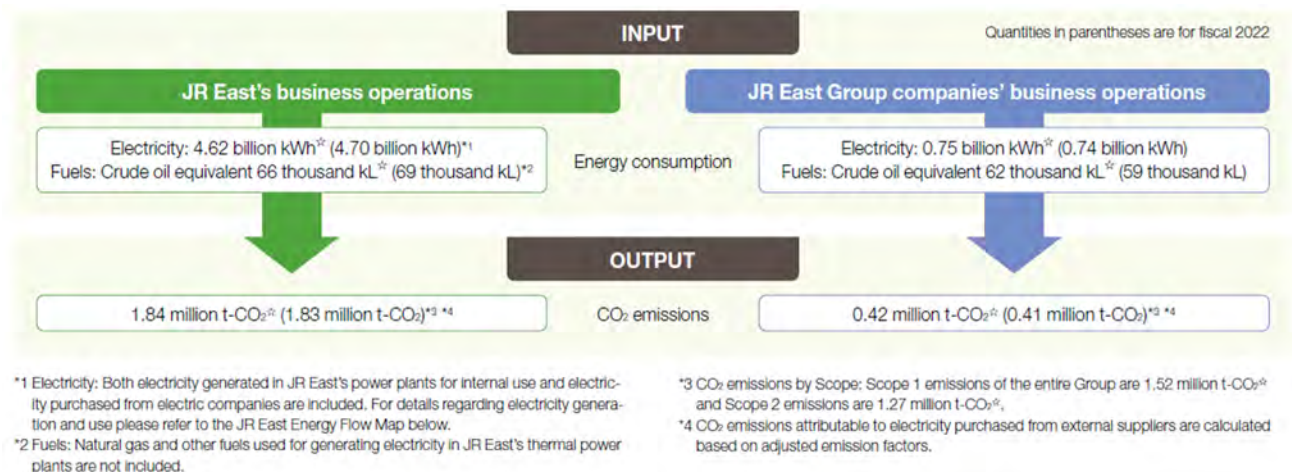 INPUT
Quantities in parentheses are for fiscal 2022
JR East's business operations
JR East Group companies' business operations
Electricity: 4.62 billion kWh☆ (4.70 billion kWh)*1
Fuels: Crude oil equivalent 66 thousand kL☆ (69 thousand kL)*2
Energy consumption
Electricity: 0.75 billion kWh☆ (0.74 billion kWh)
Fuels: Crude oil equivalent 62 thousand kL☆ (59 thousand kL)
OUTPUT
1.84 million t-CO₂☆ (1.83 million t-CO₂)*3 *4
CO₂ emissions
0.42 million t-CO₂☆ (0.41 million t-CO₂)*3 *4
*1 Electricity: Both electricity generated in JR East's power plants for internal use and electric-
ity purchased from electric companies are included. For details regarding electricity genera-
tion and use please refer to the JR East Energy Flow Map below.
*2 Fuels: Natural gas and other fuels used for generating electricity in JR East's thermal power
plants are not included.
*3 CO₂ emissions by Scope: Scope 1 emissions of the entire Group are 1.52 million t-CO₂☆
and Scope 2 emissions are 1.27 million t-CO₂☆.
*4 CO₂ emissions attributable to electricity purchased from external suppliers are calculated
based on adjusted emission factors.